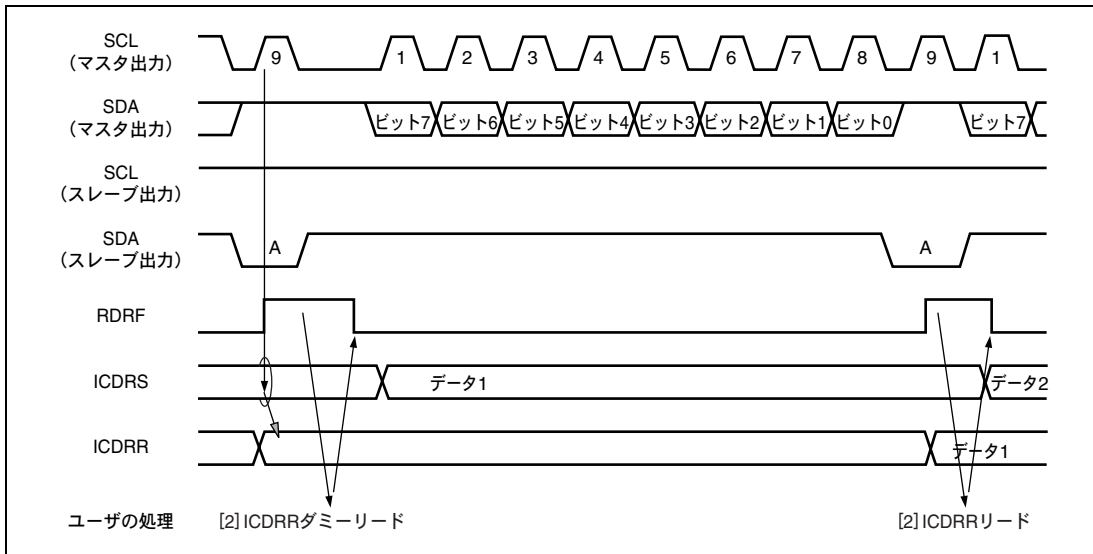 SCL
（マスタ出力）
9 1 2 3 4 5 6 7 8 9 1
SDA
（マスタ出力）
ビット7 ビット6 ビット5 ビット4 ビット3 ビット2 ビット1 ビット0 ビット7
SCL
（スレーブ出力）
SDA
（スレーブ出力）
A A
RDRF
ICDRS
データ1 データ2
ICDRR
データ1
ユーザの処理
[2] ICDRRダミーリード
[2] ICDRRリード